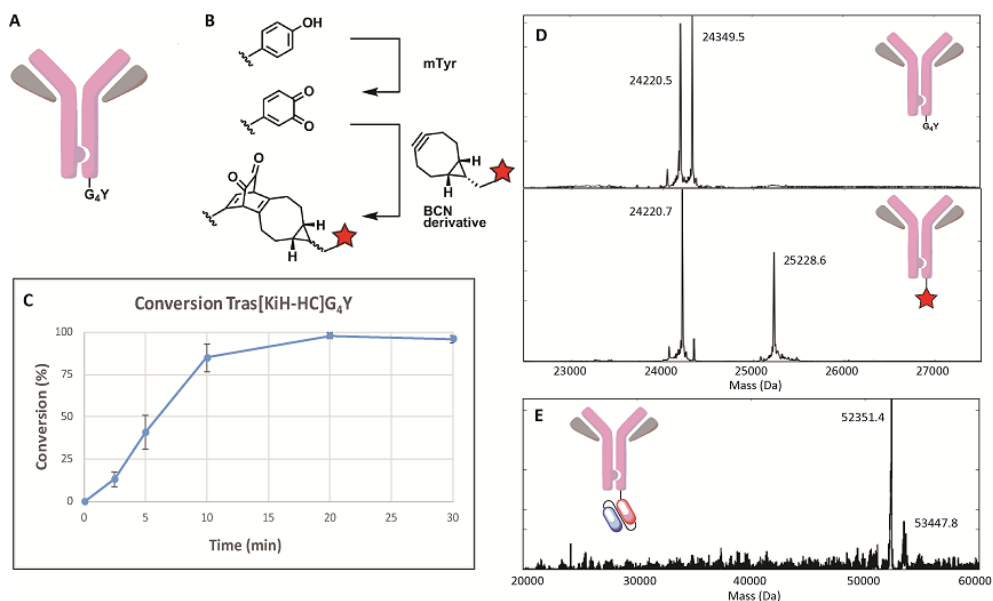 A
G₄Y
B
OH
mTyr
O
O
O
O
H
H
BCN
derivative
H
H
C
Conversion Tras[KiH-HC]G₄Y
100
75
50
25
0
Conversion (%)
0
5
10
15
20
25
30
Time (min)
D
24349.5
24220.5
G₄Y
24220.7
25228.6
23000
24000
25000
26000
27000
Mass (Da)
E
52351.4
53447.8
20000
30000
40000
50000
60000
Mass (Da)